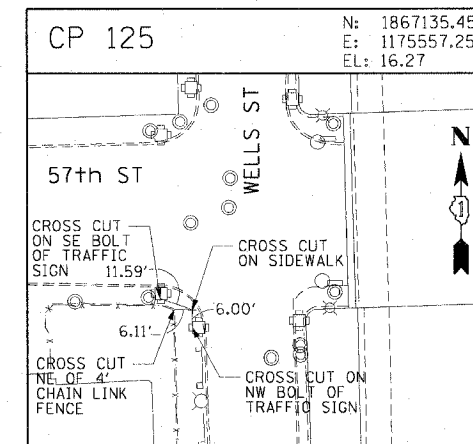 CP 125
N: 1867135.45
E: 1175557.25
EL: 16.27
WELLS ST
N
57th ST
CROSS CUT
ON SE BOLT
OF TRAFFIC
SIGN 11.59'
CROSS CUT
ON SIDEWALK
6.00'
6.11'
CROSS CUT
NE OF 4'
CHAIN LINK
FENCE
CROSS CUT ON
NW BOLT OF
TRAFFIC SIGN